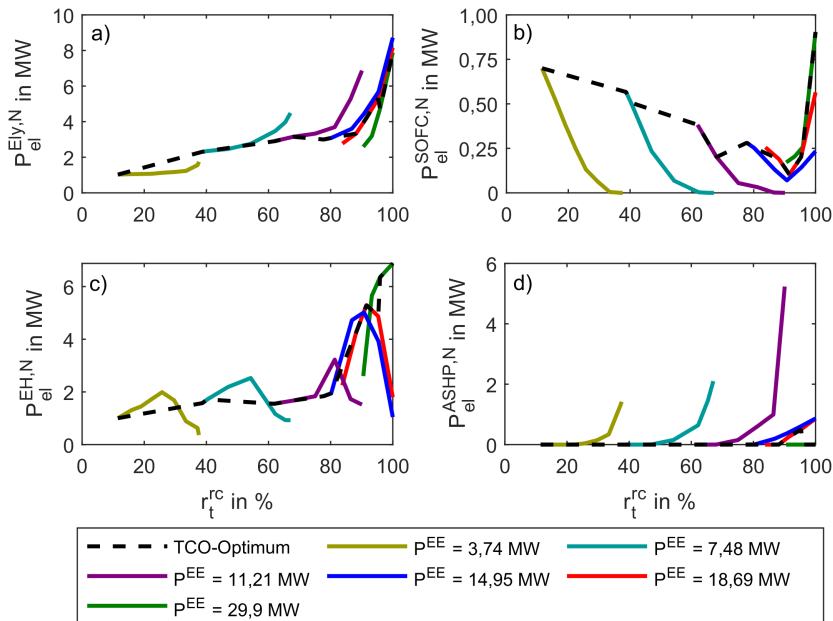 a)
P_el^Ely,N in MW
10
8
6
4
2
0
0 20 40 60 80 100
b)
P_el^SOFC,N in MW
1,00
0,75
0,50
0,25
0
0 20 40 60 80 100
c)
P_el^EH,N in MW
6
4
2
0
0 20 40 60 80 100
r_t^rc in %
d)
P_el^ASHP,N in MW
6
4
2
0
0 20 40 60 80 100
r_t^rc in %
TCO-Optimum P^EE = 3,74 MW P^EE = 7,48 MW
P^EE = 11,21 MW P^EE = 14,95 MW P^EE = 18,69 MW
P^EE = 29,9 MW